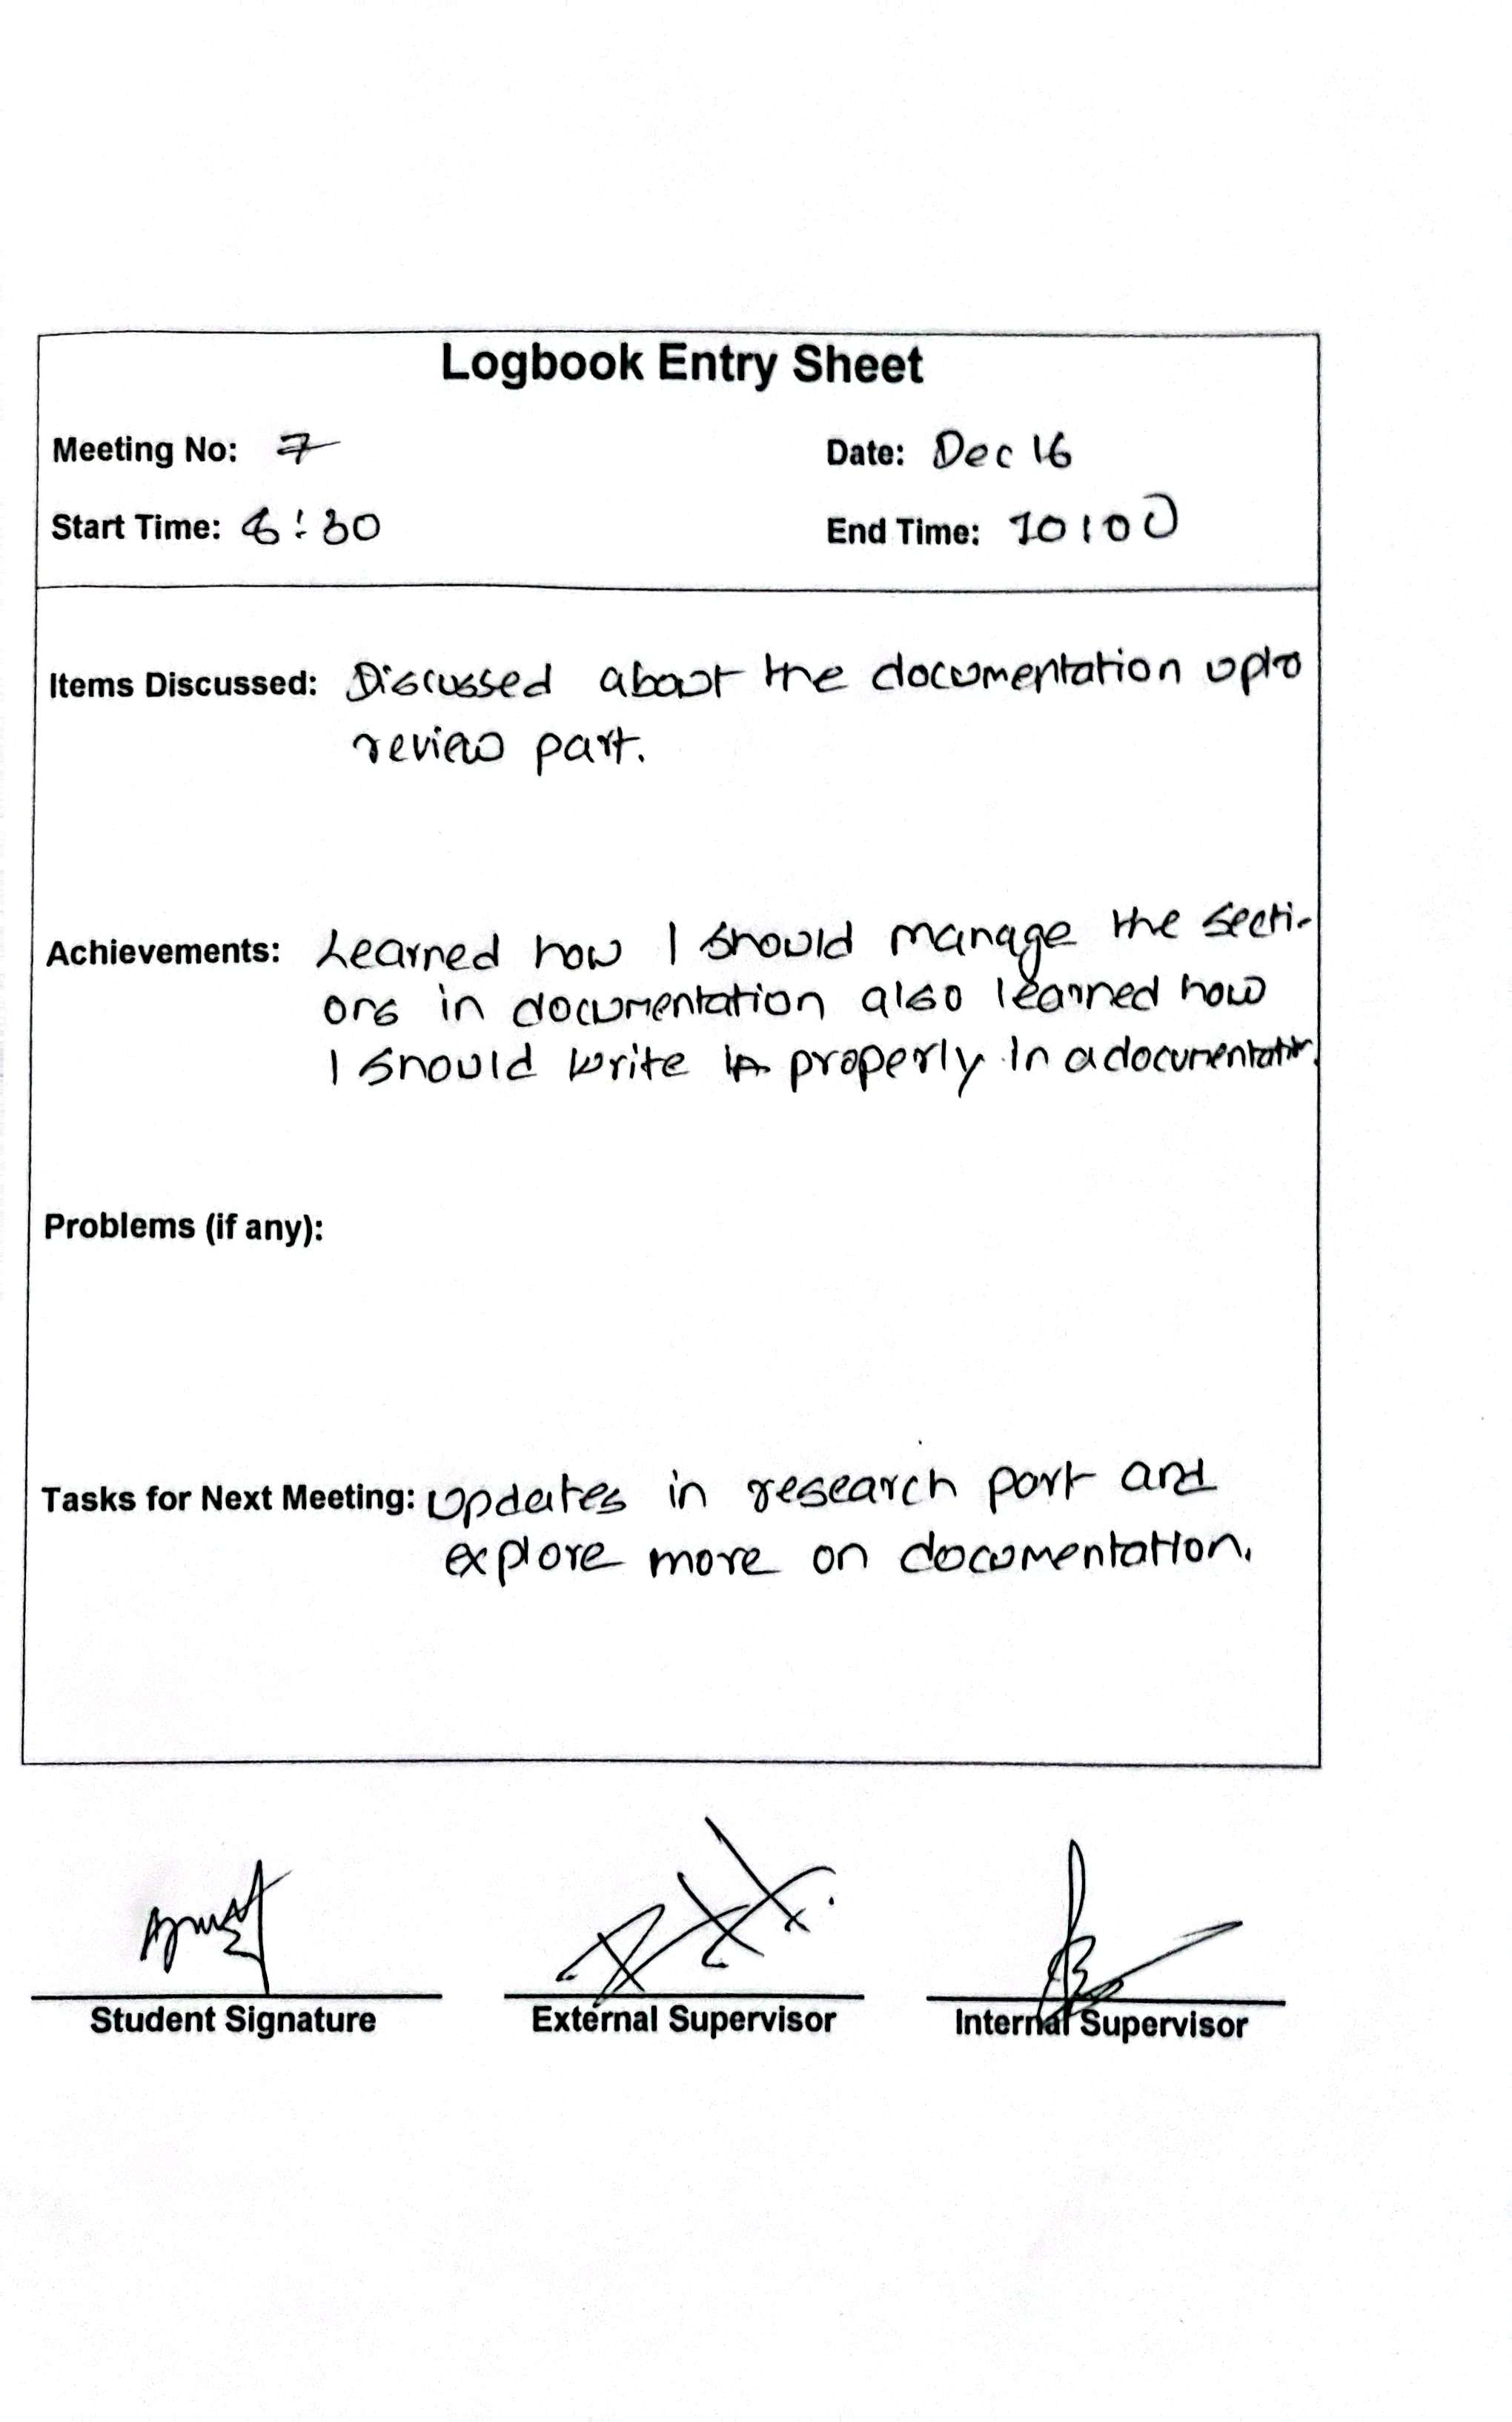 Logbook Entry Sheet
Meeting No: 7 Date: Dec 16
Start Time: :30 End Time: 10:00
Items Discussed: Discussed about the documentation upto
review part.
Achievements: Learned how I should manage the secti-
ons in documentation also learned how
I should write properly in a documentation.
Problems (if any):
Tasks for Next Meeting: Updates in research part and
explore more on documentation.
Student Signature External Supervisor Internal Supervisor